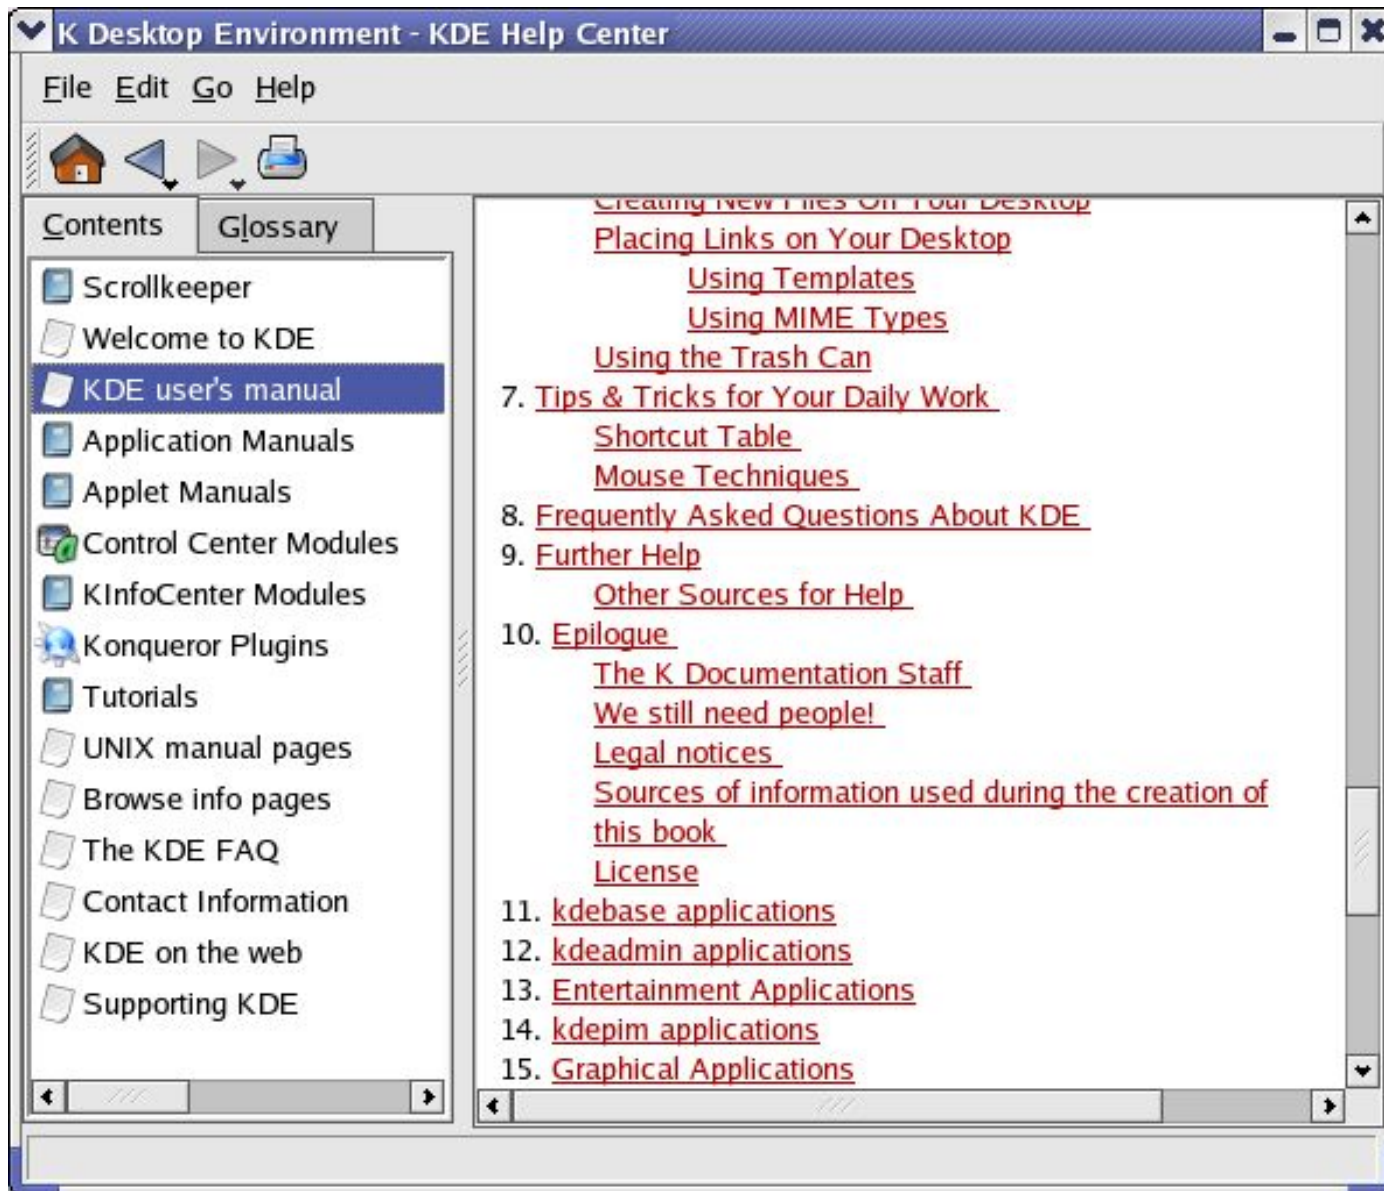 K Desktop Environment - KDE Help Center
File Edit Go Help
Contents Glossary
Scrollkeeper
Welcome to KDE
KDE user's manual
Application Manuals
Applet Manuals
Control Center Modules
KInfoCenter Modules
Konqueror Plugins
Tutorials
UNIX manual pages
Browse info pages
The KDE FAQ
Contact Information
KDE on the web
Supporting KDE
Creating New Files On Your Desktop
Placing Links on Your Desktop
Using Templates
Using MIME Types
Using the Trash Can
7. Tips & Tricks for Your Daily Work
Shortcut Table
Mouse Techniques
8. Frequently Asked Questions About KDE
9. Further Help
Other Sources for Help
10. Epilogue
The K Documentation Staff
We still need people!
Legal notices
Sources of information used during the creation of
this book
License
11. kdebase applications
12. kdeadmin applications
13. Entertainment Applications
14. kdepim applications
15. Graphical Applications